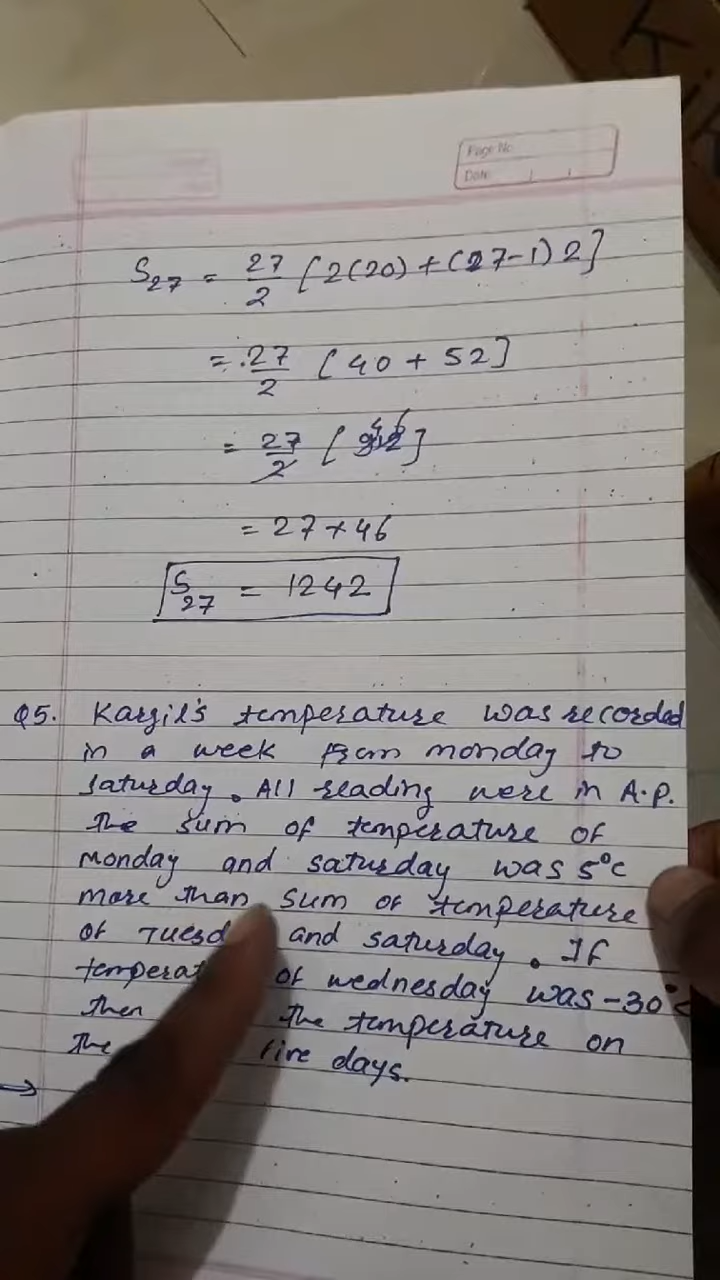 Page No
Date
S27 = 27/2 [2(20) + (27-1) 2]
= 27/2 [40 + 52]
= 27/2 [92 46]
= 27 × 46
S27 = 1242
Q5. Kargil's temperature was recorded
in a week from monday to
saturday. All reading were in A.P.
The sum of temperature of
monday and saturday was 5°c
more than sum of temperature
of Tuesd and saturday. If
temperat of wednesday was -30°c
then the temperature on
the five days.